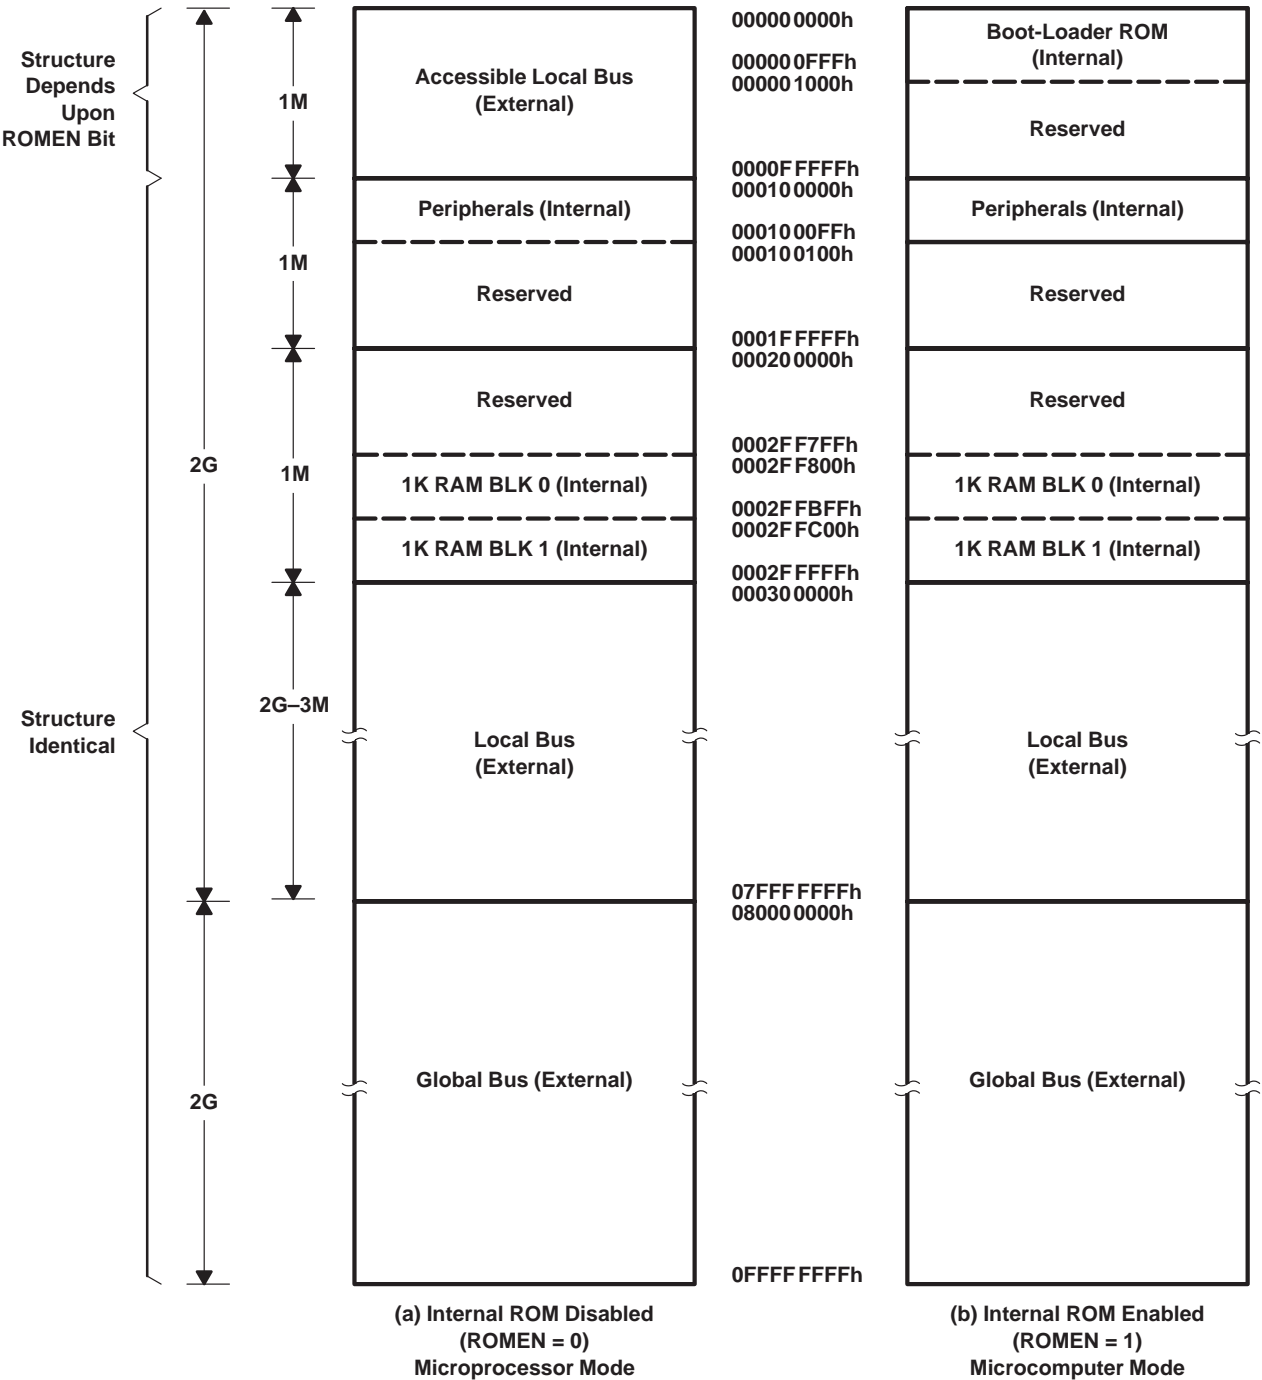 Structure
Depends
Upon
ROMEN Bit
Structure
Identical
2G
2G
1M
1M
1M
2G–3M
Accessible Local Bus
(External)
Peripherals (Internal)
Reserved
Reserved
1K RAM BLK 0 (Internal)
1K RAM BLK 1 (Internal)
Local Bus
(External)
Global Bus (External)
(a) Internal ROM Disabled
(ROMEN = 0)
Microprocessor Mode
00000 0000h
00000 0FFFh
00000 1000h
0000F FFFFh
00010 0000h
00010 00FFh
00010 0100h
0001F FFFFh
00020 0000h
0002F F7FFh
0002F F800h
0002F FBFFh
0002F FC00h
0002F FFFFh
00030 0000h
07FFF FFFFh
08000 0000h
0FFFF FFFFh
Boot-Loader ROM
(Internal)
Reserved
Peripherals (Internal)
Reserved
Reserved
1K RAM BLK 0 (Internal)
1K RAM BLK 1 (Internal)
Local Bus
(External)
Global Bus (External)
(b) Internal ROM Enabled
(ROMEN = 1)
Microcomputer Mode